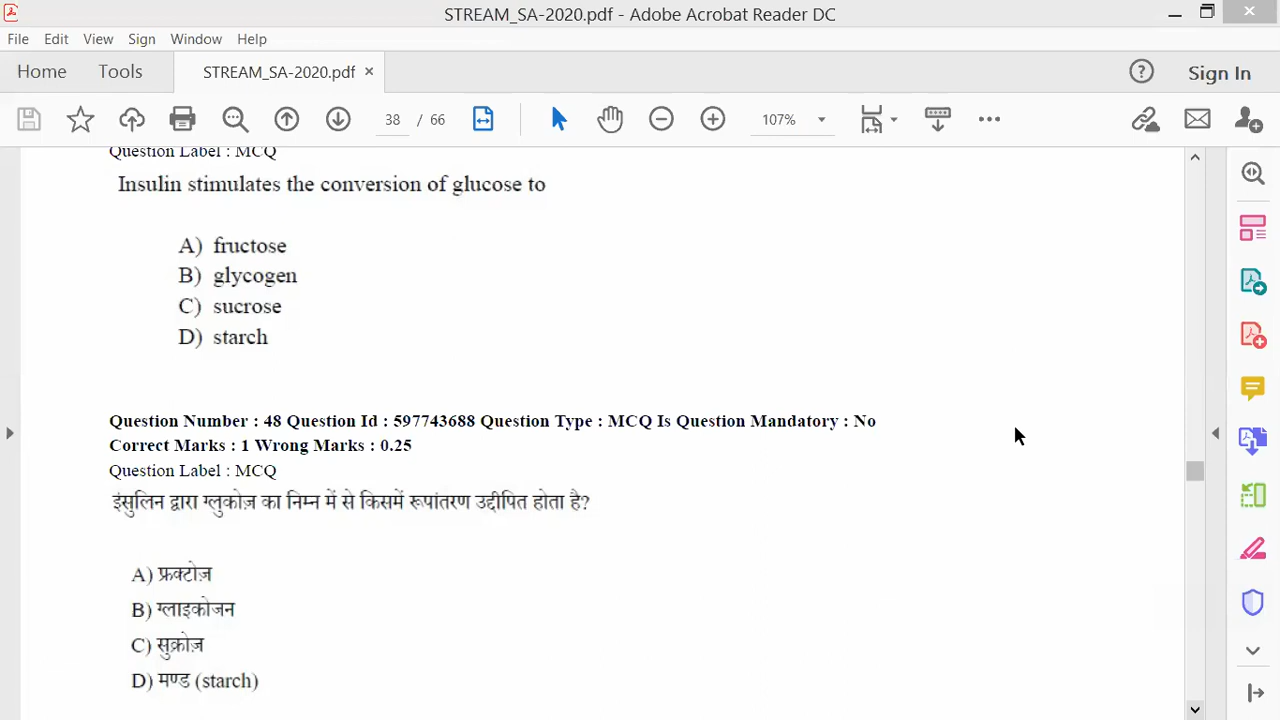 STREAM_SA-2020.pdf - Adobe Acrobat Reader DC
File Edit View Sign Window Help
Home Tools STREAM_SA-2020.pdf × Sign In
38 / 66 107%
Question Label : MCQ
Insulin stimulates the conversion of glucose to
A) fructose
B) glycogen
C) sucrose
D) starch
Question Number : 48 Question Id : 597743688 Question Type : MCQ Is Question Mandatory : No
Correct Marks : 1 Wrong Marks : 0.25
Question Label : MCQ
इंसुलिन द्वारा ग्लुकोज़ का निम्न में से किसमें रूपांतरण उद्दीपित होता है?
A) फ्रक्टोज़
B) ग्लाइकोजन
C) सुक्रोज़
D) मण्ड (starch)